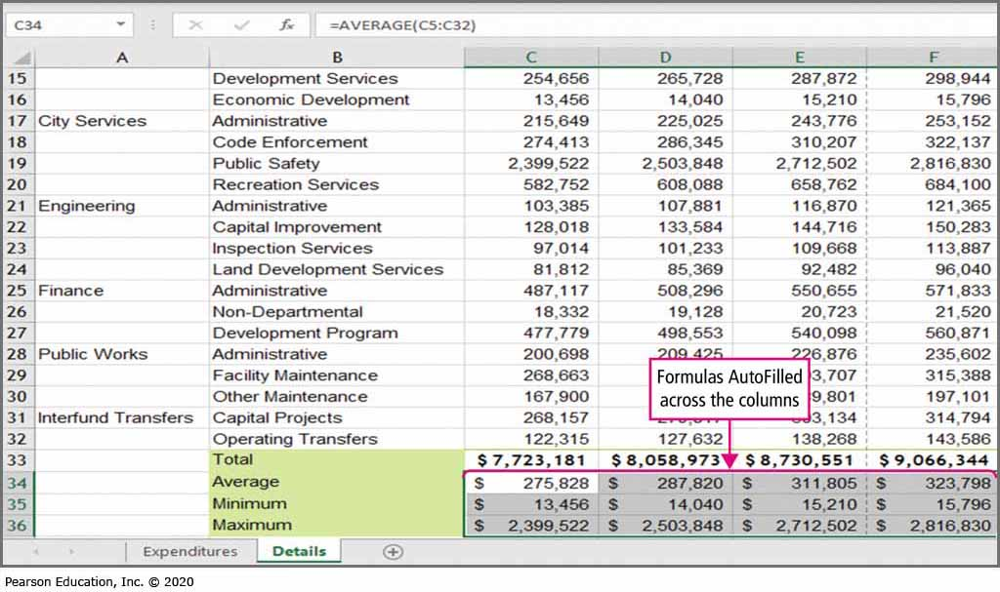 C34 fx =AVERAGE(C5:C32)
A B C D E F
15 Development Services 254,656 265,728 287,872 298,944
16 Economic Development 13,456 14,040 15,210 15,796
17 City Services Administrative 215,649 225,025 243,776 253,152
18 Code Enforcement 274,413 286,345 310,207 322,137
19 Public Safety 2,399,522 2,503,848 2,712,502 2,816,830
20 Recreation Services 582,752 608,088 658,762 684,100
21 Engineering Administrative 103,385 107,881 116,870 121,365
22 Capital Improvement 128,018 133,584 144,716 150,283
23 Inspection Services 97,014 101,233 109,668 113,887
24 Land Development Services 81,812 85,369 92,482 96,040
25 Finance Administrative 487,117 508,296 550,655 571,833
26 Non-Departmental 18,332 19,128 20,723 21,520
27 Development Program 477,779 498,553 540,098 560,871
28 Public Works Administrative 200,698 209,425 226,876 235,602
29 Facility Maintenance 268,663 3,707 315,388
Formulas AutoFilled
across the columns
30 Other Maintenance 167,900 9,801 197,101
31 Interfund Transfers Capital Projects 268,157 3,134 314,794
32 Operating Transfers 122,315 127,632 138,268 143,586
33 Total $ 7,723,181 $ 8,058,973 $ 8,730,551 $ 9,066,344
34 Average $ 275,828 $ 287,820 $ 311,805 $ 323,798
35 Minimum $ 13,456 $ 14,040 $ 15,210 $ 15,796
36 Maximum $ 2,399,522 $ 2,503,848 $ 2,712,502 $ 2,816,830
Expenditures Details
Pearson Education, Inc. © 2020